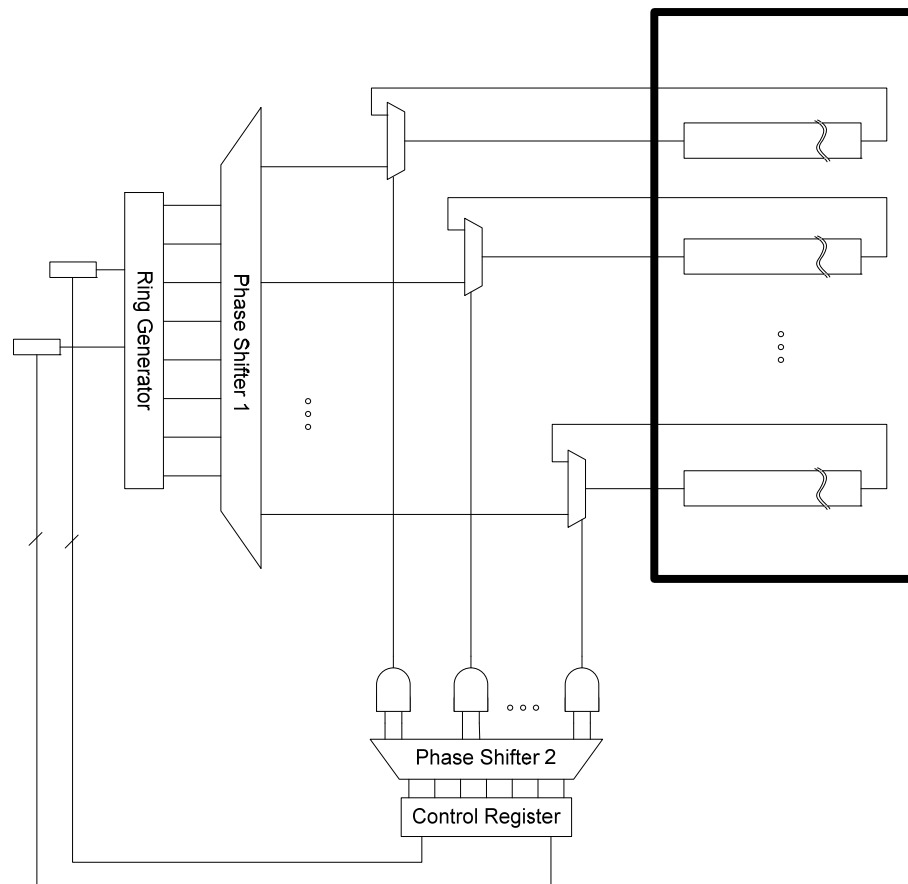 Ring Generator
Phase Shifter 1
Phase Shifter 2
Control Register